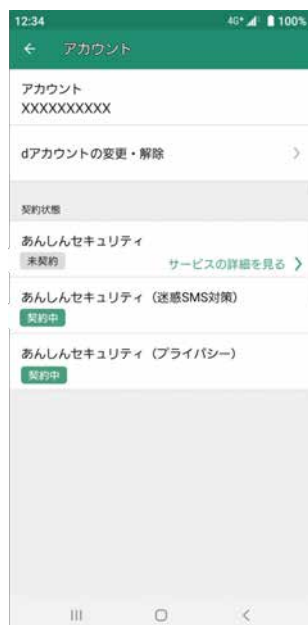 12:34 4G+ 100%
アカウント
アカウント
XXXXXXXXXX
dアカウントの変更・解除
契約状態
あんしんセキュリティ
未契約 サービスの詳細を見る
あんしんセキュリティ（迷惑SMS対策）
契約中
あんしんセキュリティ（プライバシー）
契約中